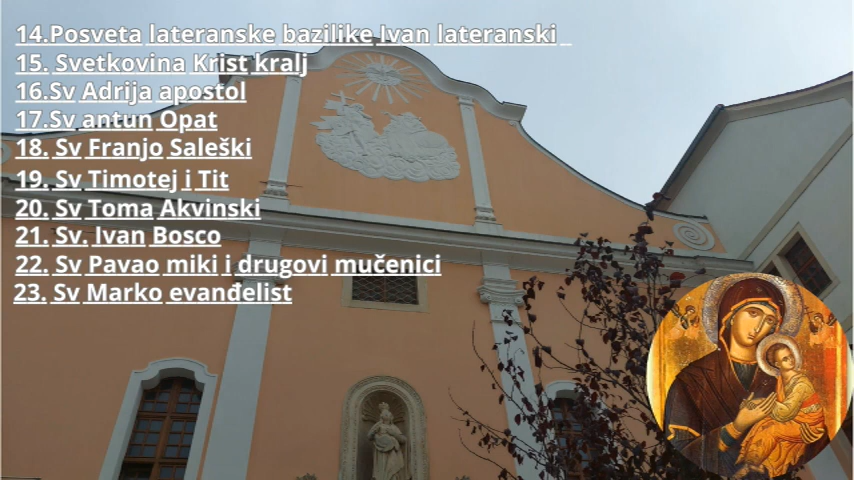 14.Posveta lateranske bazilike Ivan lateranski
15. Svetkovina Krist kralj
16.Sv Adrija apostol
17.Sv antun Opat
18. Sv Franjo Saleški
19. Sv Timotej i Tit
20. Sv Toma Akvinski
21. Sv. Ivan Bosco
22. Sv Pavao miki i drugovi mučenici
23. Sv Marko evanđelist